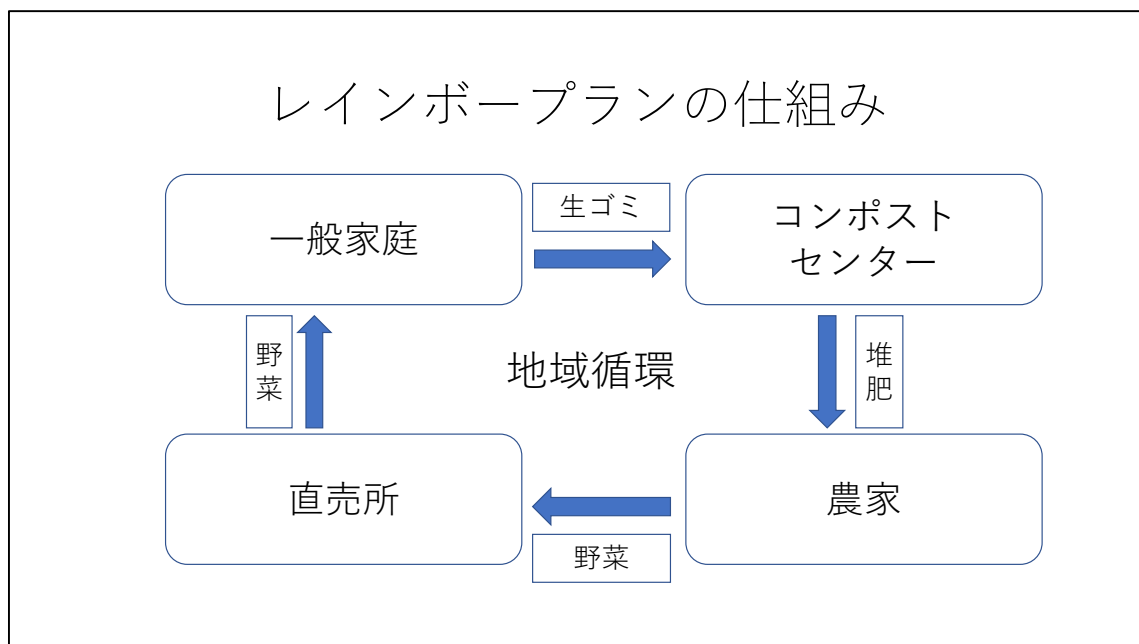 レインボープランの仕組み
一般家庭
生ゴミ
コンポスト
センター
野菜
地域循環
堆肥
直売所
野菜
農家